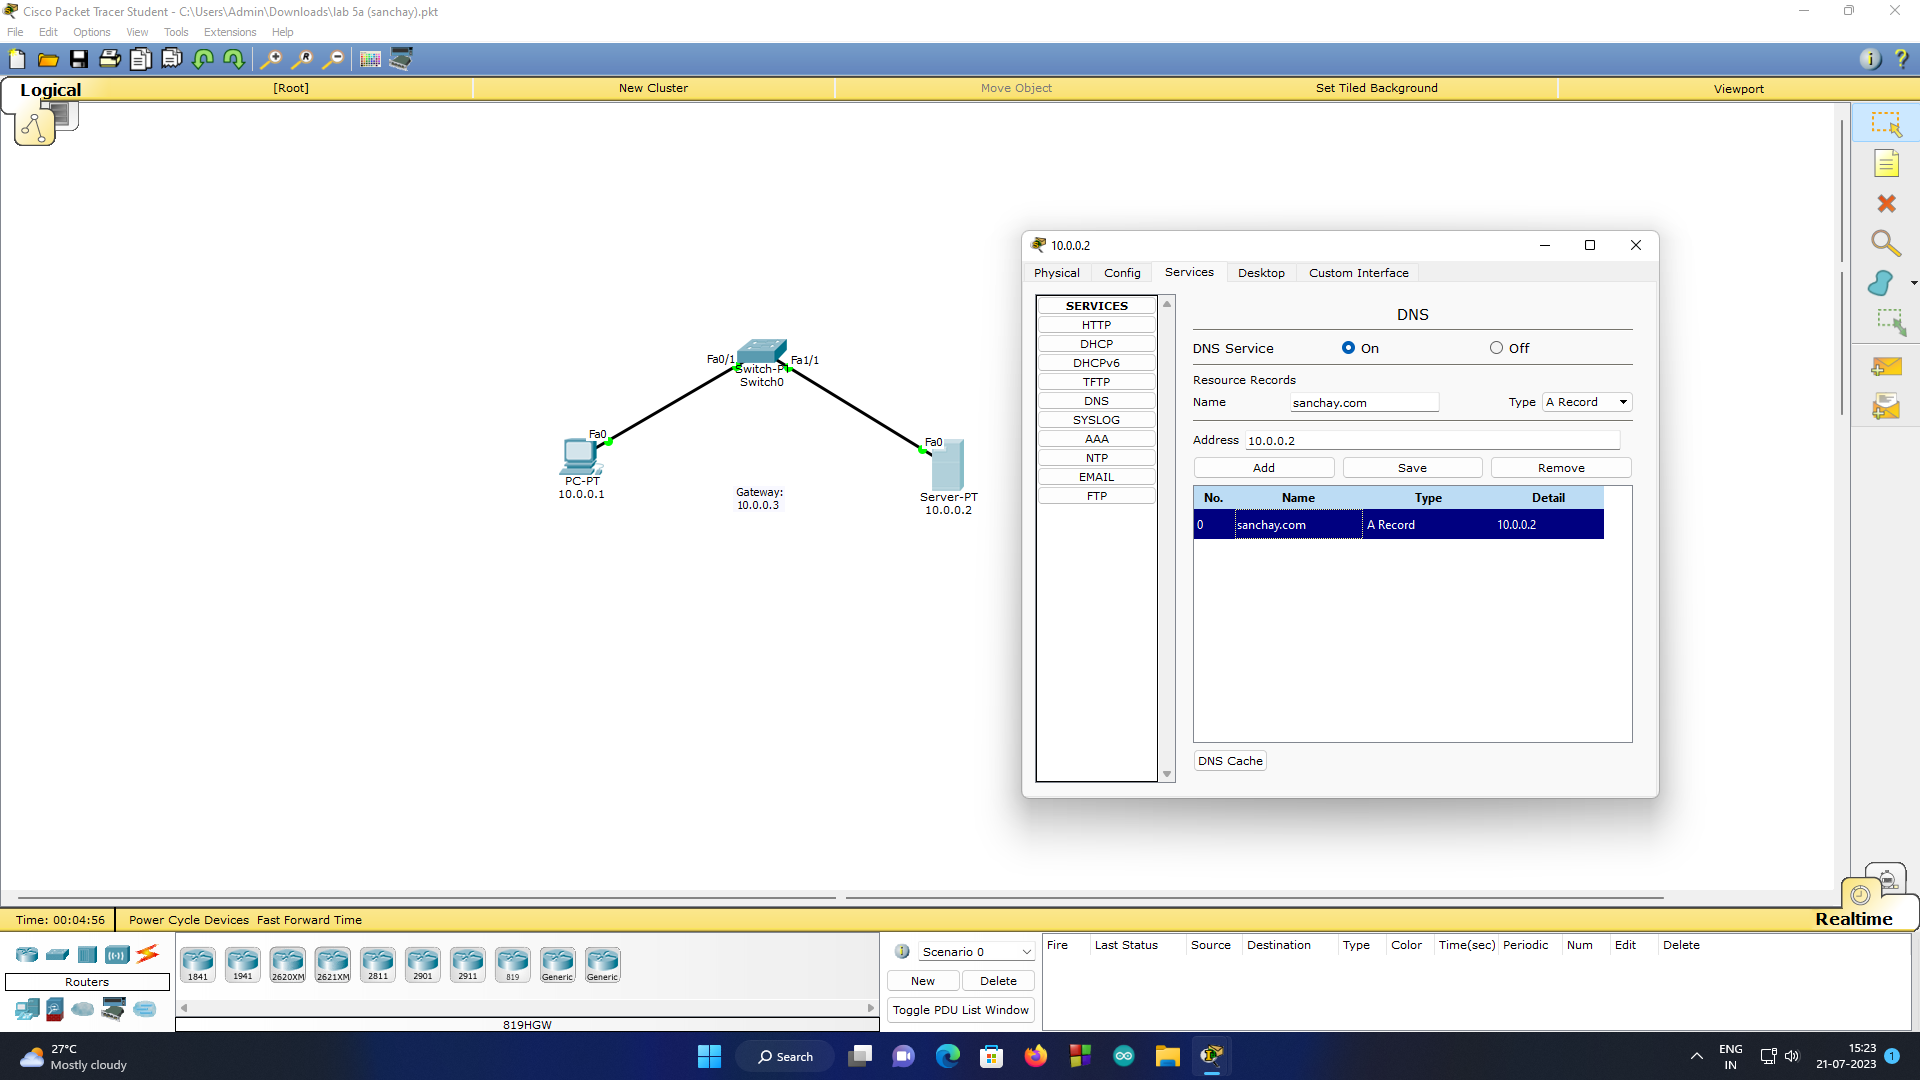 Cisco Packet Tracer Student - C:\Users\Admin\Downloads\lab 5a (sanchay).pkt
File Edit Options View Tools Extensions Help
Logical [Root] New Cluster Move Object Set Tiled Background Viewport
Fa0/1 Fa1/1
Switch-PT
Switch0
Fa0
PC-PT
10.0.0.1
Gateway:
10.0.0.3
Fa0
Server-PT
10.0.0.2
10.0.0.2
Physical Config Services Desktop Custom Interface
SERVICES
HTTP
DHCP
DHCPv6
TFTP
DNS
SYSLOG
AAA
NTP
EMAIL
FTP
DNS
DNS Service On Off
Resource Records
Name sanchay.com Type A Record
Address 10.0.0.2
Add Save Remove
No. Name Type Detail
0 sanchay.com A Record 10.0.0.2
DNS Cache
Time: 00:04:56 Power Cycle Devices Fast Forward Time Realtime
Routers
1841 1941 2620XM 2621XM 2811 2901 2911 819 Generic Generic
819HGW
Scenario 0
New Delete
Toggle PDU List Window
Fire Last Status Source Destination Type Color Time(sec) Periodic Num Edit Delete
27°C
Mostly cloudy
Search
ENG
IN
15:23
21-07-2023
1